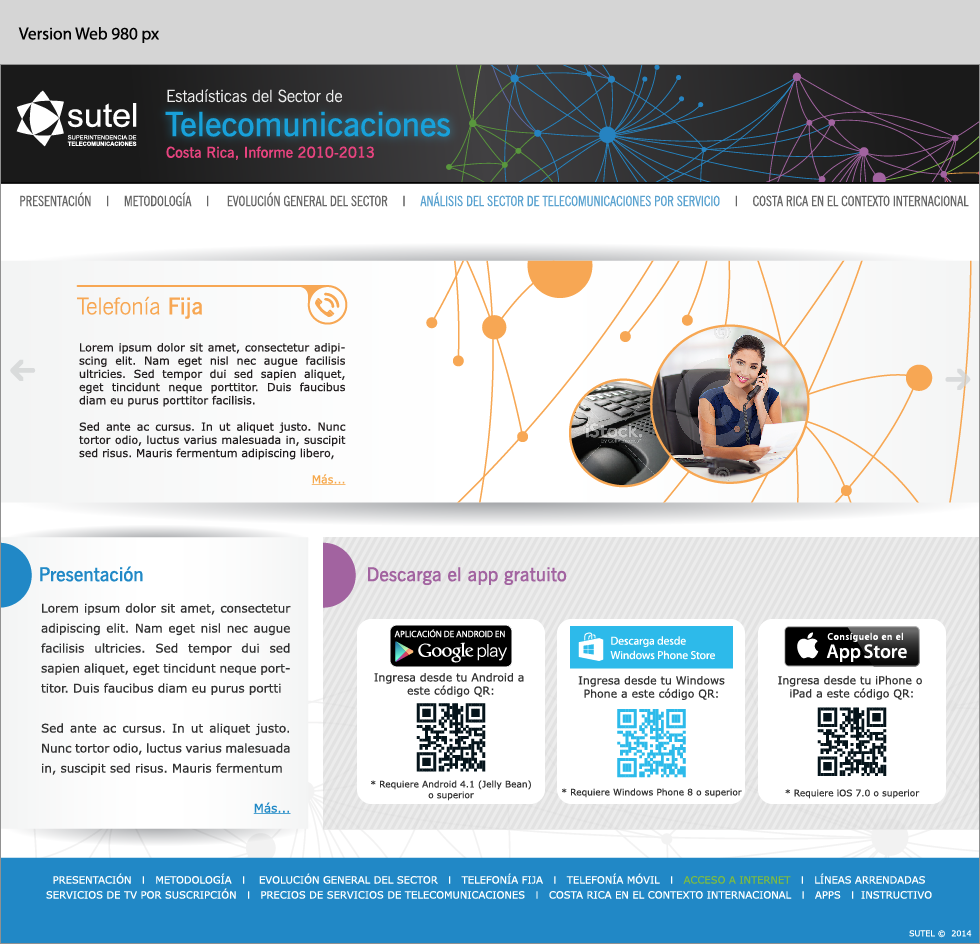 Version Web 980 px
sutel
SUPERINTENDENCIA DE
TELECOMUNICACIONES
Estadísticas del Sector de
Telecomunicaciones
Costa Rica, Informe 2010-2013
PRESENTACIÓN | METODOLOGÍA | EVOLUCIÓN GENERAL DEL SECTOR | ANÁLISIS DEL SECTOR DE TELECOMUNICACIONES POR SERVICIO | COSTA RICA EN EL CONTEXTO INTERNACIONAL
Telefonía Fija
Lorem ipsum dolor sit amet, consectetur adipi-
scing elit. Nam eget nisl nec augue facilisis
ultricies. Sed tempor dui sed sapien aliquet,
eget tincidunt neque porttitor. Duis faucibus
diam eu purus porttitor facilisis.
Sed ante ac cursus. In ut aliquet justo. Nunc
tortor odio, luctus varius malesuada in, suscipit
sed risus. Mauris fermentum adipiscing libero,
Más...
iStock.
Presentación
Lorem ipsum dolor sit amet, consectetur
adipiscing elit. Nam eget nisl nec augue
facilisis ultricies. Sed tempor dui sed
sapien aliquet, eget tincidunt neque port-
titor. Duis faucibus diam eu purus portti
Sed ante ac cursus. In ut aliquet justo.
Nunc tortor odio, luctus varius malesuada
in, suscipit sed risus. Mauris fermentum
Más...
Descarga el app gratuito
APLICACIÓN DE ANDROID EN
Google play
Ingresa desde tu Android a
este código QR:
* Requiere Android 4.1 (Jelly Bean)
o superior
Descarga desde
Windows Phone Store
Ingresa desde tu Windows
Phone a este código QR:
* Requiere Windows Phone 8 o superior
Consíguelo en el
App Store
Ingresa desde tu iPhone o
iPad a este código QR:
* Requiere iOS 7.0 o superior
PRESENTACIÓN | METODOLOGÍA | EVOLUCIÓN GENERAL DEL SECTOR | TELEFONÍA FIJA | TELEFONÍA MÓVIL | ACCESO A INTERNET | LÍNEAS ARRENDADAS
SERVICIOS DE TV POR SUSCRIPCIÓN | PRECIOS DE SERVICIOS DE TELECOMUNICACIONES | COSTA RICA EN EL CONTEXTO INTERNACIONAL | APPS | INSTRUCTIVO
SUTEL © 2014